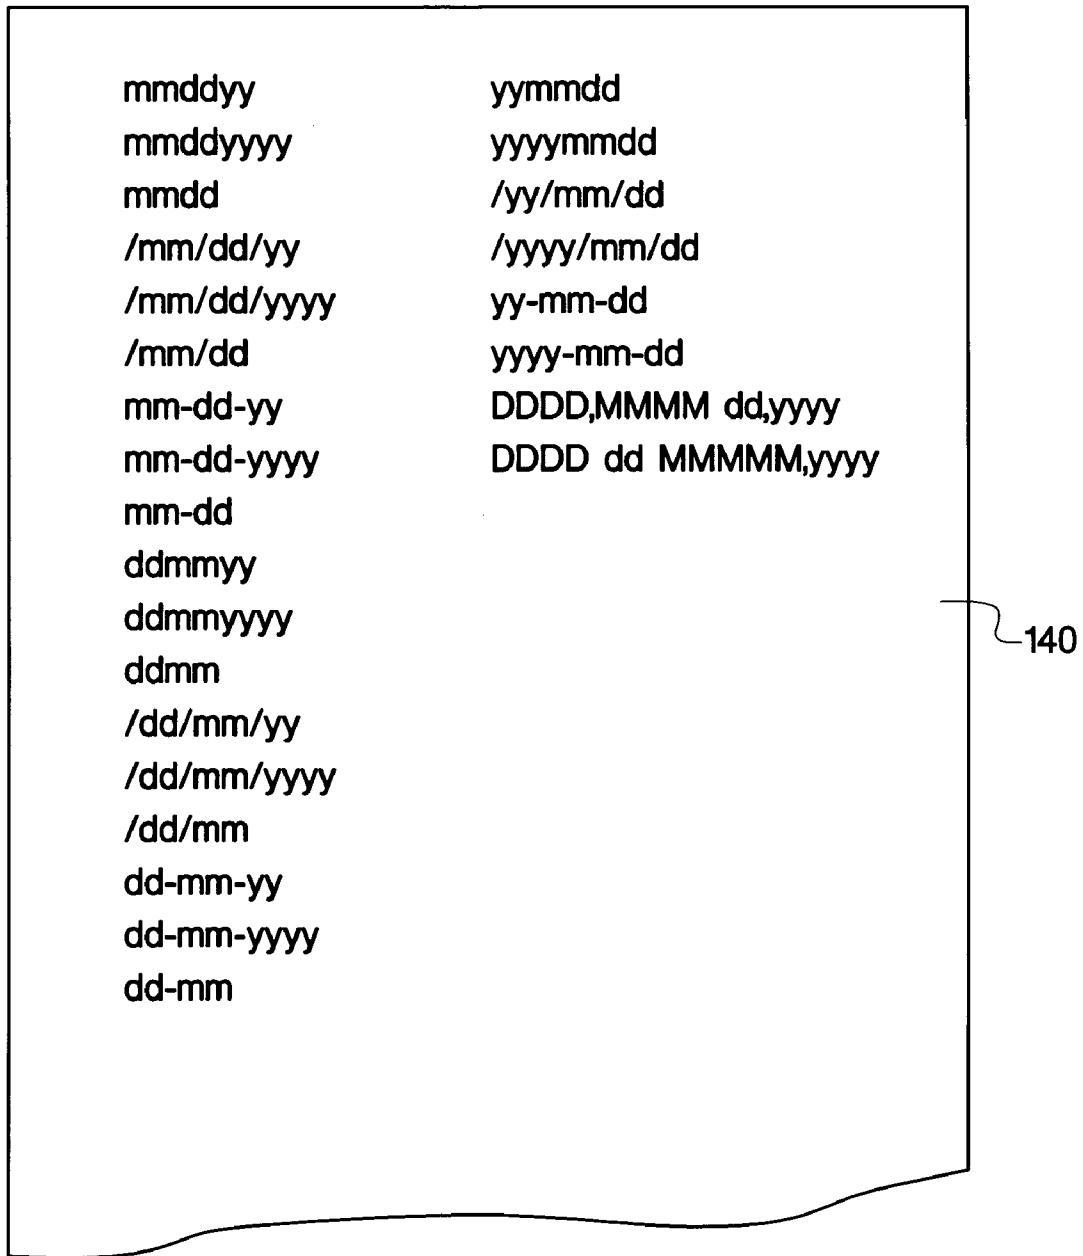 mmddyy
mmddyyyy
mmdd
/mm/dd/yy
/mm/dd/yyyy
/mm/dd
mm-dd-yy
mm-dd-yyyy
mm-dd
ddmmyy
ddmmyyyy
ddmm
/dd/mm/yy
/dd/mm/yyyy
/dd/mm
dd-mm-yy
dd-mm-yyyy
dd-mm
yymmdd
yyyymmdd
/yy/mm/dd
/yyyy/mm/dd
yy-mm-dd
yyyy-mm-dd
DDDD,MMMM dd,yyyy
DDDD dd MMMMM,yyyy
140